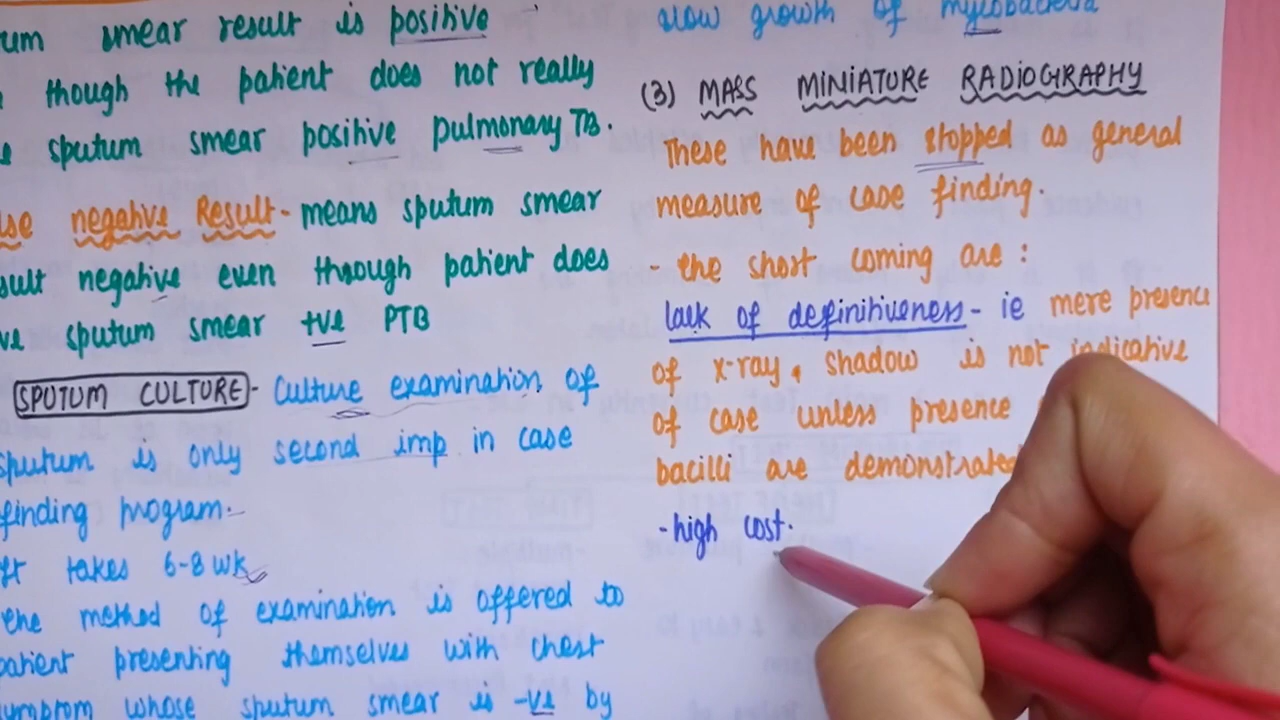 um smear result is positive
though the patient does not really
sputum smear positive pulmonary TB.
negative Result - means sputum smear
sult negative even through patient does
ve sputum smear +ve PTB
SPUTUM CULTURE - Culture examination of
sputum is only second imp in case
finding program.
It takes 6-8 wk
the method of examination is offered to
patient presenting themselves with chest
symptom whose sputum smear is -ve by
slow growth of mycobacteria
(3) MASS MINIATURE RADIOGRAPHY
These have been stopped as general
measure of case finding.
- the short coming are :
lack of definitiveness - ie mere presence
of x-ray, shadow is not indicative
of case unless presence
bacilli are demonstrated
- high cost.